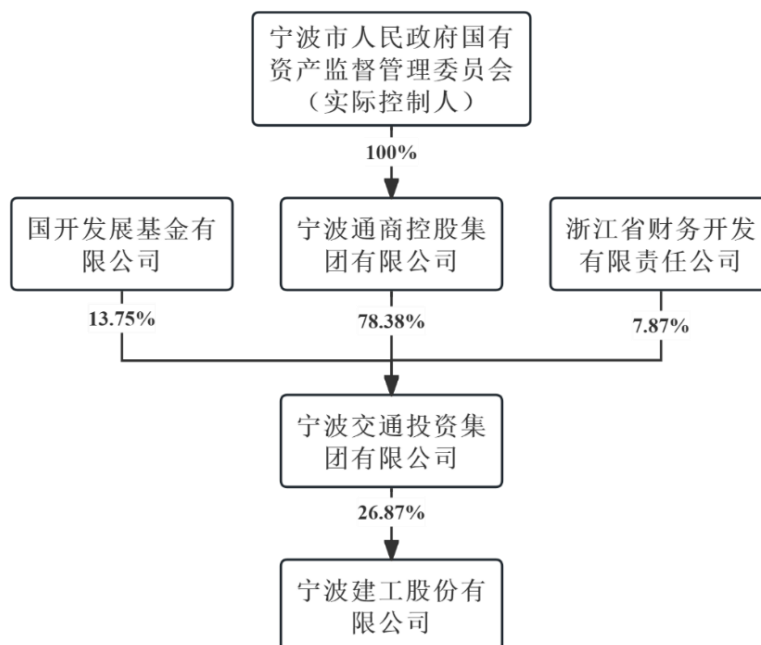 宁波市人民政府国有
资产监督管理委员会
（实际控制人）
100%
国开发展基金有
限公司
宁波通商控股集
团有限公司
浙江省财务开发
有限责任公司
13.75%
78.38%
7.87%
宁波交通投资集
团有限公司
26.87%
宁波建工股份有
限公司